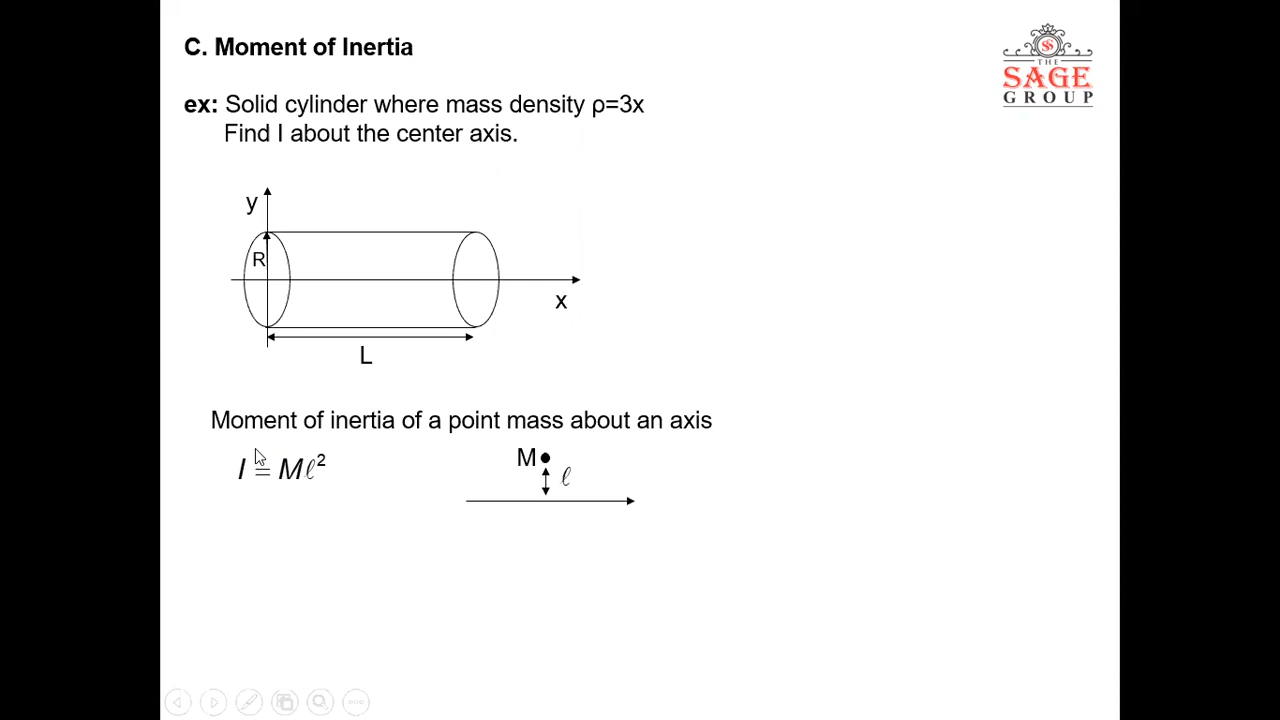 C. Moment of Inertia
SS
THE
SAGE
GROUP
ex: Solid cylinder where mass density ρ=3x
Find I about the center axis.
y
R
x
L
Moment of inertia of a point mass about an axis
I ≡ Mℓ²
M
ℓ